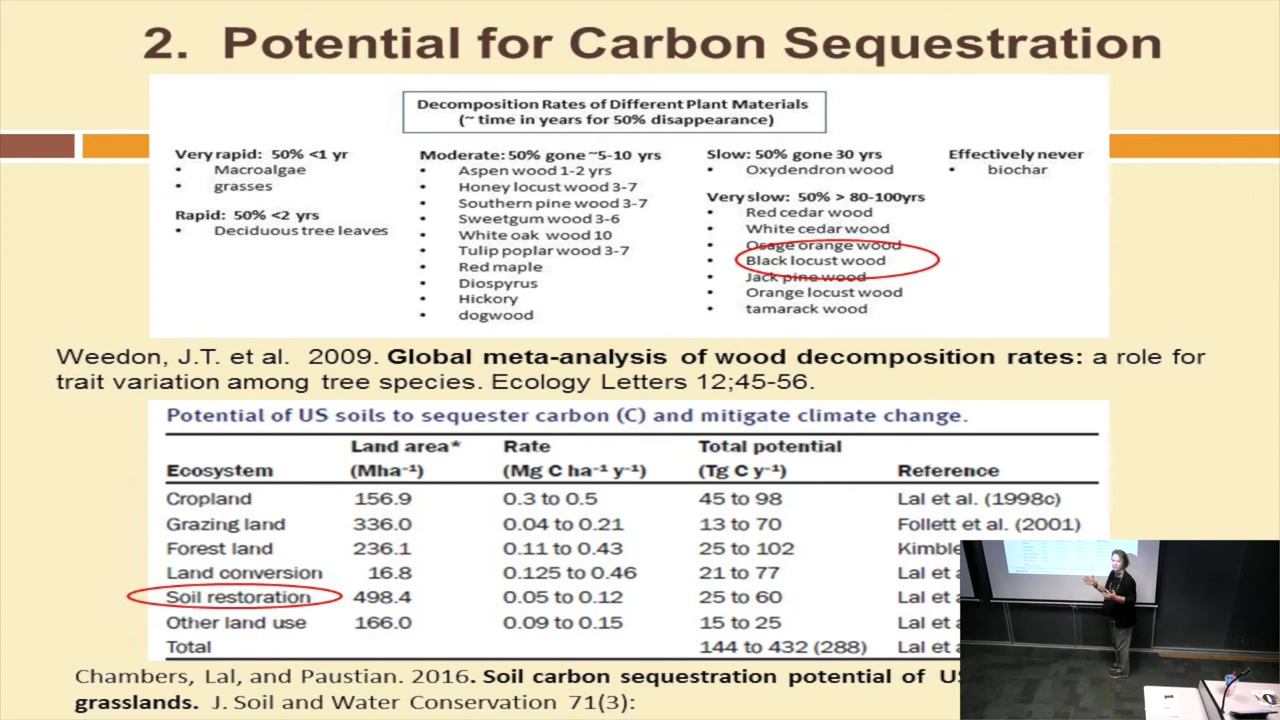 2. Potential for Carbon Sequestration
Decomposition Rates of Different Plant Materials
(~ time in years for 50% disappearance)
Very rapid: 50% <1 yr
• Macroalgae
• grasses
Rapid: 50% <2 yrs
• Deciduous tree leaves
Moderate: 50% gone ~5-10 yrs
• Aspen wood 1-2 yrs
• Honey locust wood 3-7
• Southern pine wood 3-7
• Sweetgum wood 3-6
• White oak wood 10
• Tulip poplar wood 3-7
• Red maple
• Diospyrus
• Hickory
• dogwood
Slow: 50% gone 30 yrs
• Oxydendron wood
Very slow: 50% > 80-100yrs
• Red cedar wood
• White cedar wood
• Osage orange wood
• Black locust wood
• Jack pine wood
• Orange locust wood
• tamarack wood
Effectively never
• biochar
Weedon, J.T. et al. 2009. Global meta-analysis of wood decomposition rates: a role for
trait variation among tree species. Ecology Letters 12;45-56.
Potential of US soils to sequester carbon (C) and mitigate climate change.
Land area* Rate Total potential
Ecosystem (Mha⁻¹) (Mg C ha⁻¹ y⁻¹) (Tg C y⁻¹) Reference
Cropland 156.9 0.3 to 0.5 45 to 98 Lal et al. (1998c)
Grazing land 336.0 0.04 to 0.21 13 to 70 Follett et al. (2001)
Forest land 236.1 0.11 to 0.43 25 to 102 Kimble
Land conversion 16.8 0.125 to 0.46 21 to 77 Lal et
Soil restoration 498.4 0.05 to 0.12 25 to 60 Lal et
Other land use 166.0 0.09 to 0.15 15 to 25 Lal et
Total 144 to 432 (288) Lal et
Chambers, Lal, and Paustian. 2016. Soil carbon sequestration potential of US
grasslands. J. Soil and Water Conservation 71(3):